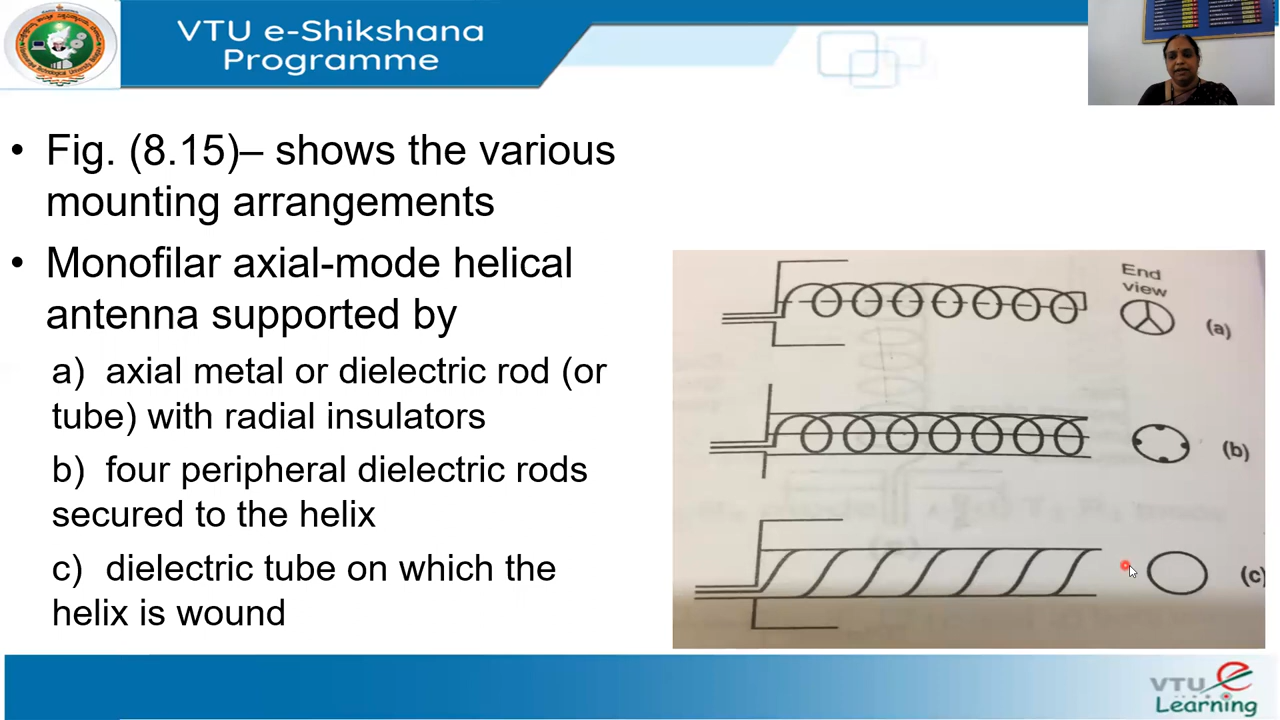 VTU e-Shikshana
Programme
• Fig. (8.15)– shows the various
mounting arrangements
• Monofilar axial-mode helical
antenna supported by
a) axial metal or dielectric rod (or
tube) with radial insulators
b) four peripheral dielectric rods
secured to the helix
c) dielectric tube on which the
helix is wound
End
view
(a)
(b)
(c)
VTU e
Learning